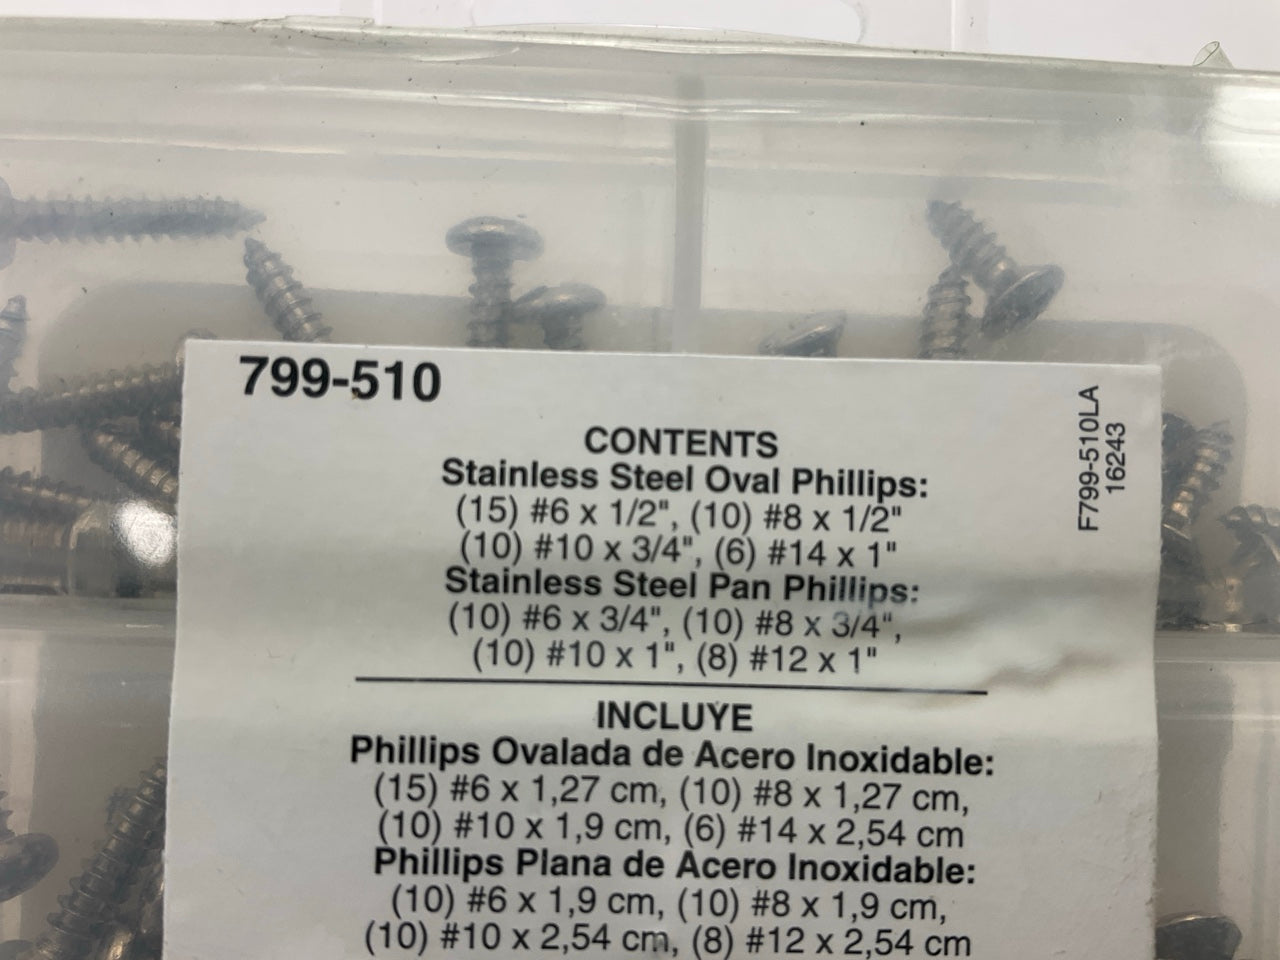 799-510
CONTENTS
Stainless Steel Oval Phillips:
(15) #6 x 1/2", (10) #8 x 1/2"
(10) #10 x 3/4", (6) #14 x 1"
Stainless Steel Pan Phillips:
(10) #6 x 3/4", (10) #8 x 3/4",
(10) #10 x 1", (8) #12 x 1"
INCLUYE
Phillips Ovalada de Acero Inoxidable:
(15) #6 x 1,27 cm, (10) #8 x 1,27 cm,
(10) #10 x 1,9 cm, (6) #14 x 2,54 cm
Phillips Plana de Acero Inoxidable:
(10) #6 x 1,9 cm, (10) #8 x 1,9 cm,
(10) #10 x 2,54 cm, (8) #12 x 2,54 cm
F799-510LA
16243